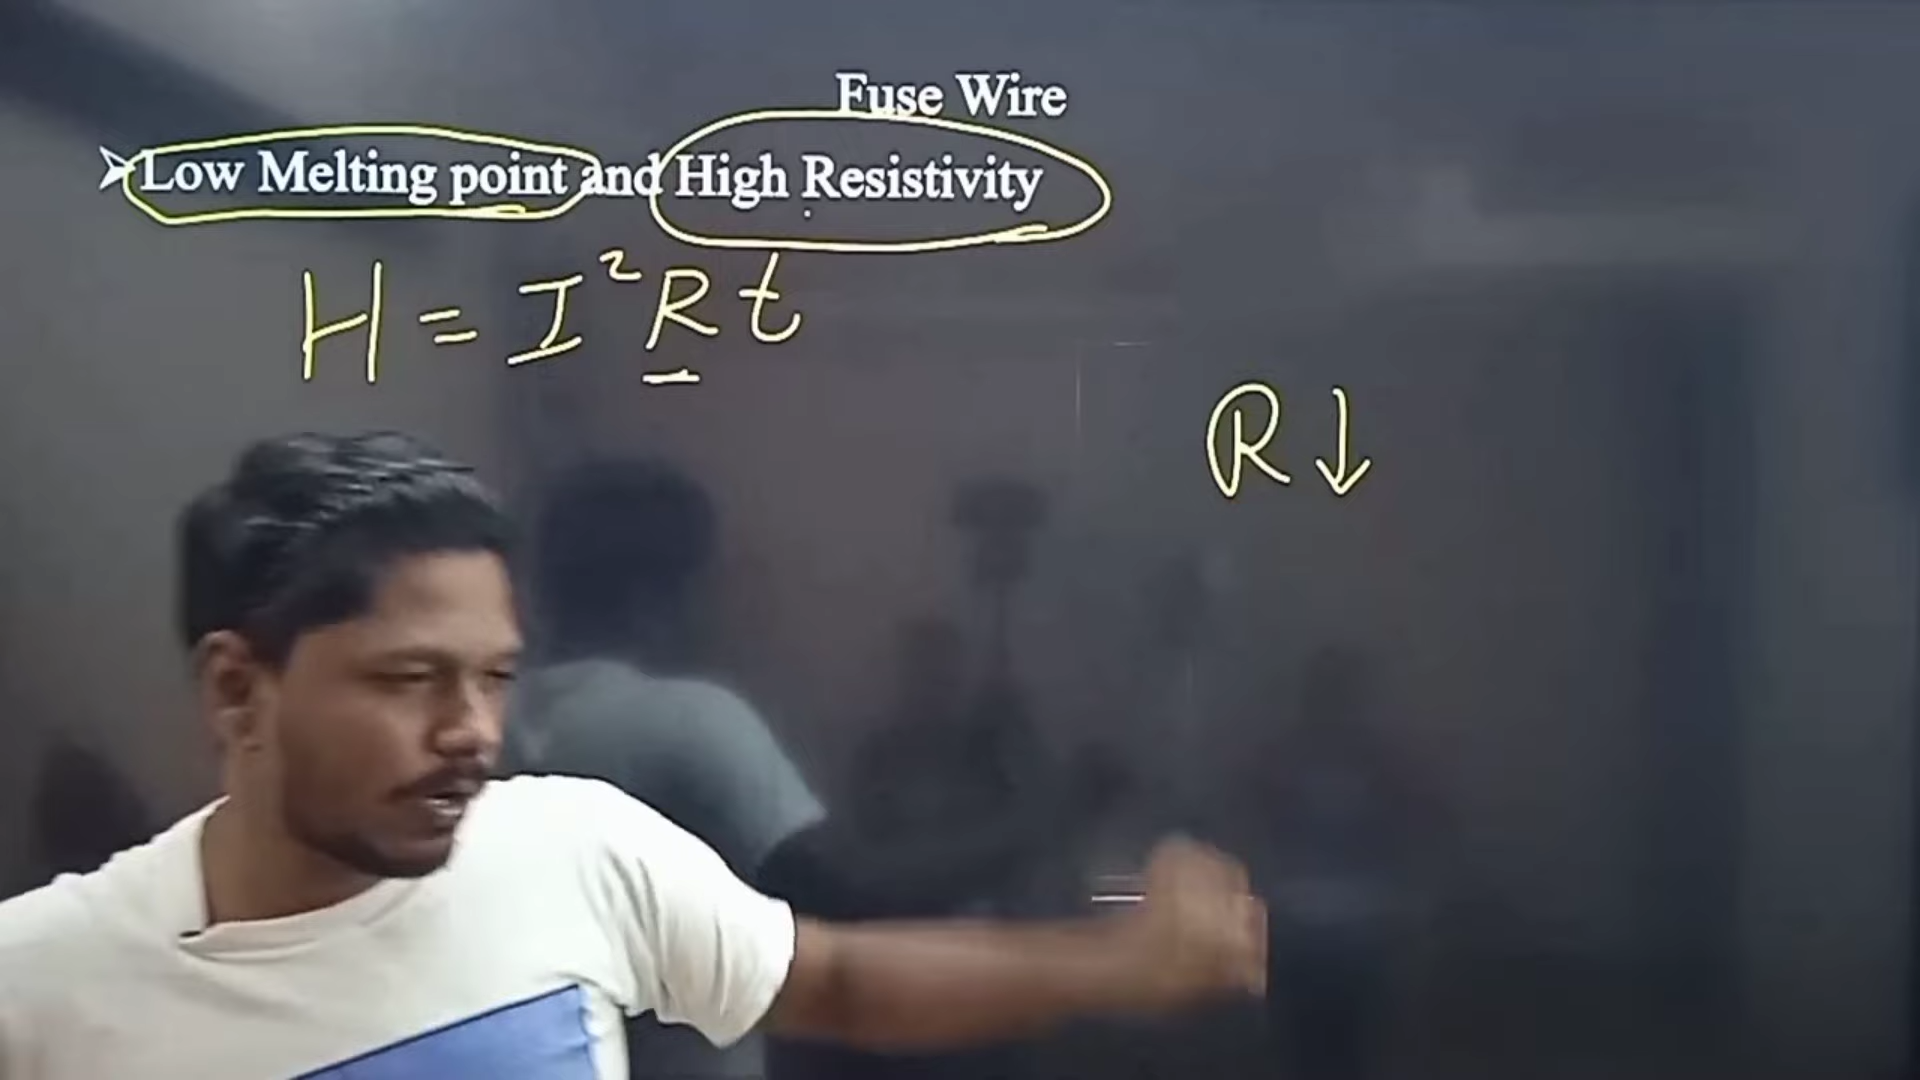 Fuse Wire
➤Low Melting point and High Resistivity
H = I²Rt
R↓